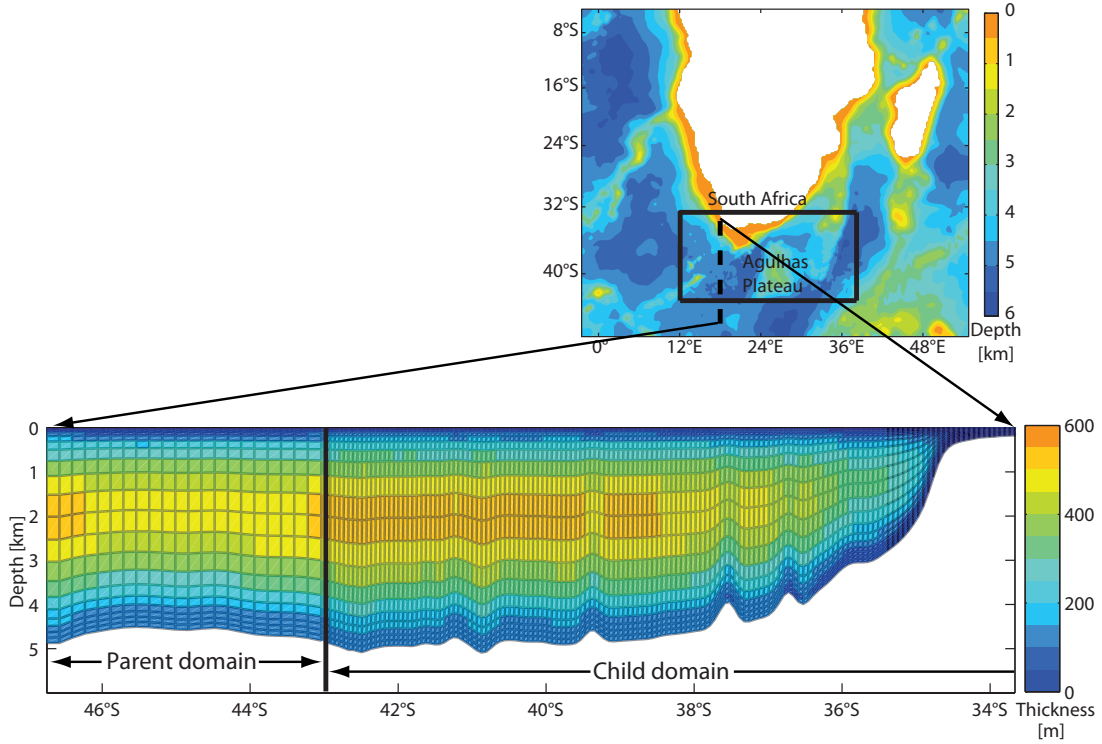 8°S
16°S
24°S
32°S
40°S
0°
12°E
24°E
36°E
48°E
South Africa
Agulhas
Plateau
0
1
2
3
4
5
6
Depth
[km]
0
1
2
3
4
5
Depth [km]
Parent domain
Child domain
46°S
44°S
42°S
40°S
38°S
36°S
34°S
600
400
200
0
Thickness
[m]